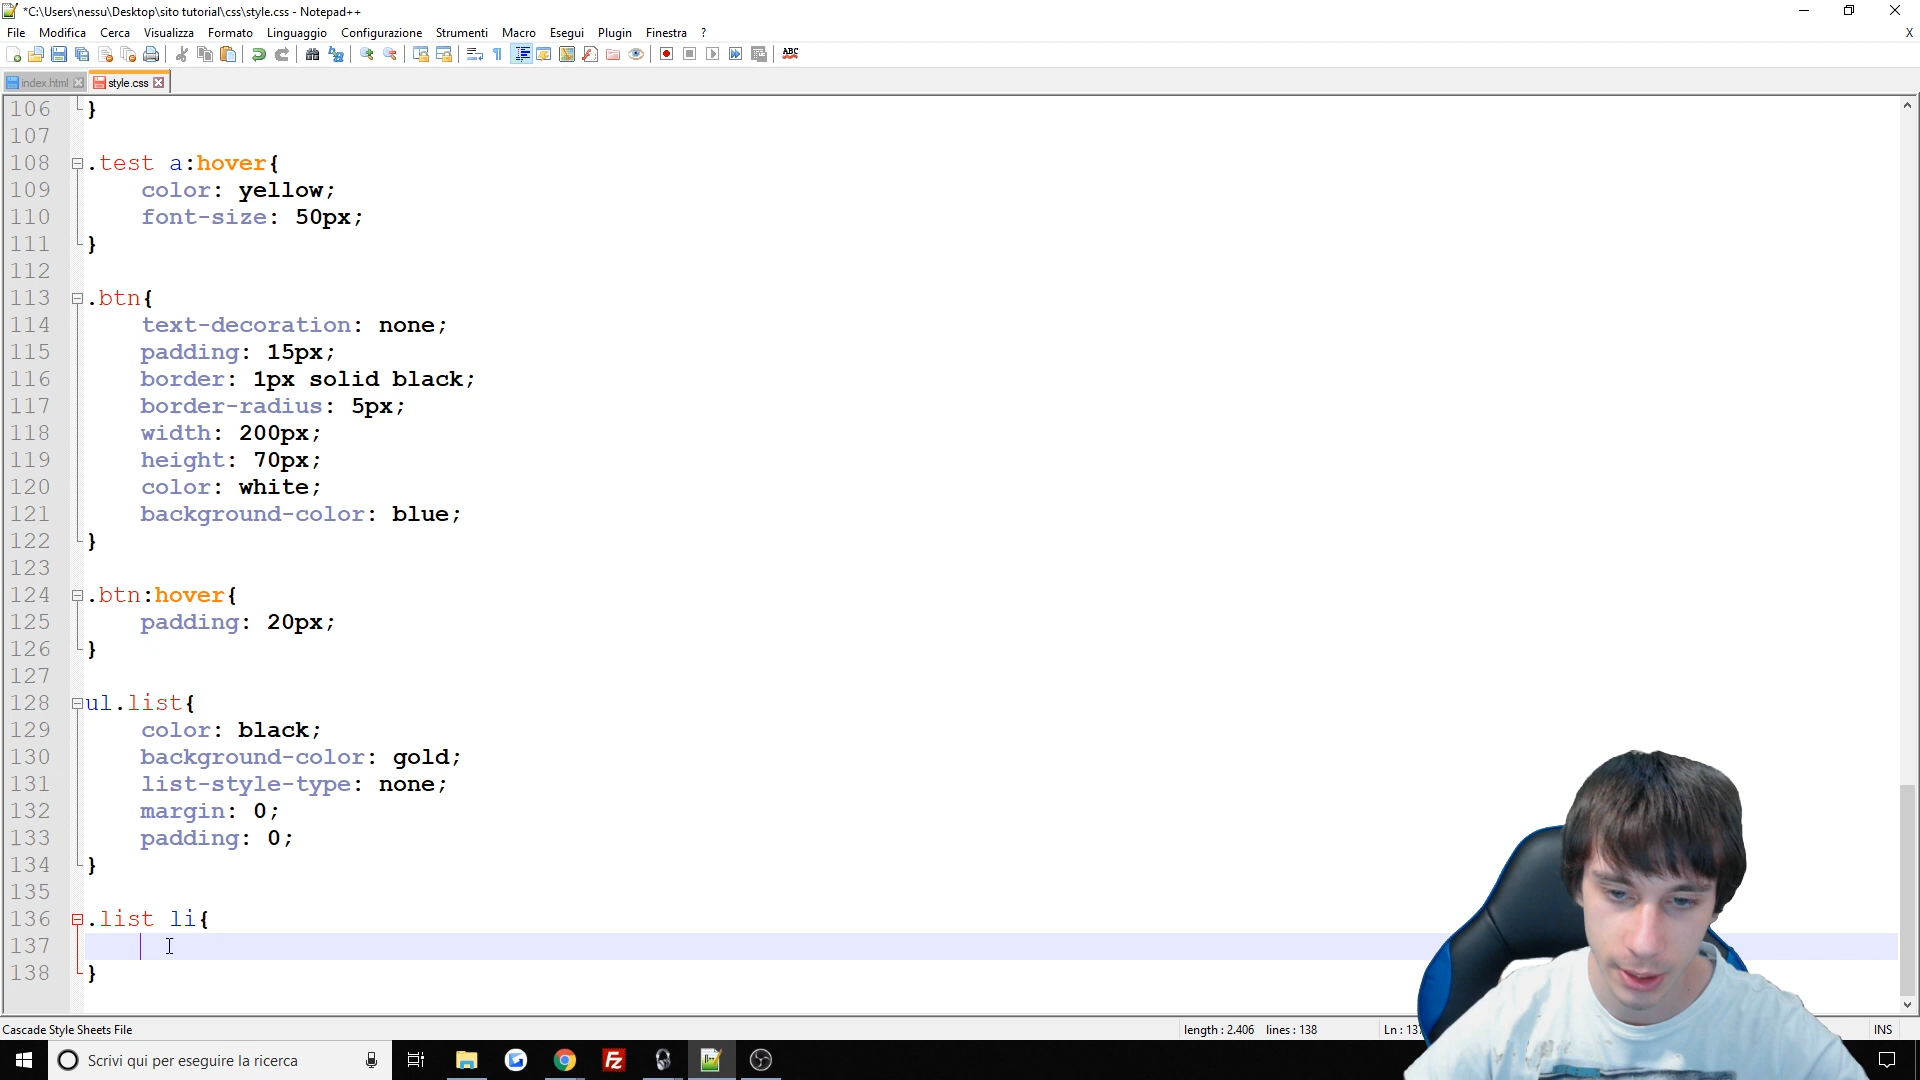 *C:\Users\nessu\Desktop\sito tutorial\css\style.css - Notepad++
File Modifica Cerca Visualizza Formato Linguaggio Configurazione Strumenti Macro Esegui Plugin Finestra ? X
ABC
index.html style.css
106 }
107
108 .test a:hover{
109 color: yellow;
110 font-size: 50px;
111 }
112
113 .btn{
114 text-decoration: none;
115 padding: 15px;
116 border: 1px solid black;
117 border-radius: 5px;
118 width: 200px;
119 height: 70px;
120 color: white;
121 background-color: blue;
122 }
123
124 .btn:hover{
125 padding: 20px;
126 }
127
128 ul.list{
129 color: black;
130 background-color: gold;
131 list-style-type: none;
132 margin: 0;
133 padding: 0;
134 }
135
136 .list li{
137
138 }
Cascade Style Sheets File length : 2.406 lines : 138 Ln : 137 INS
Scrivi qui per eseguire la ricerca
Fz